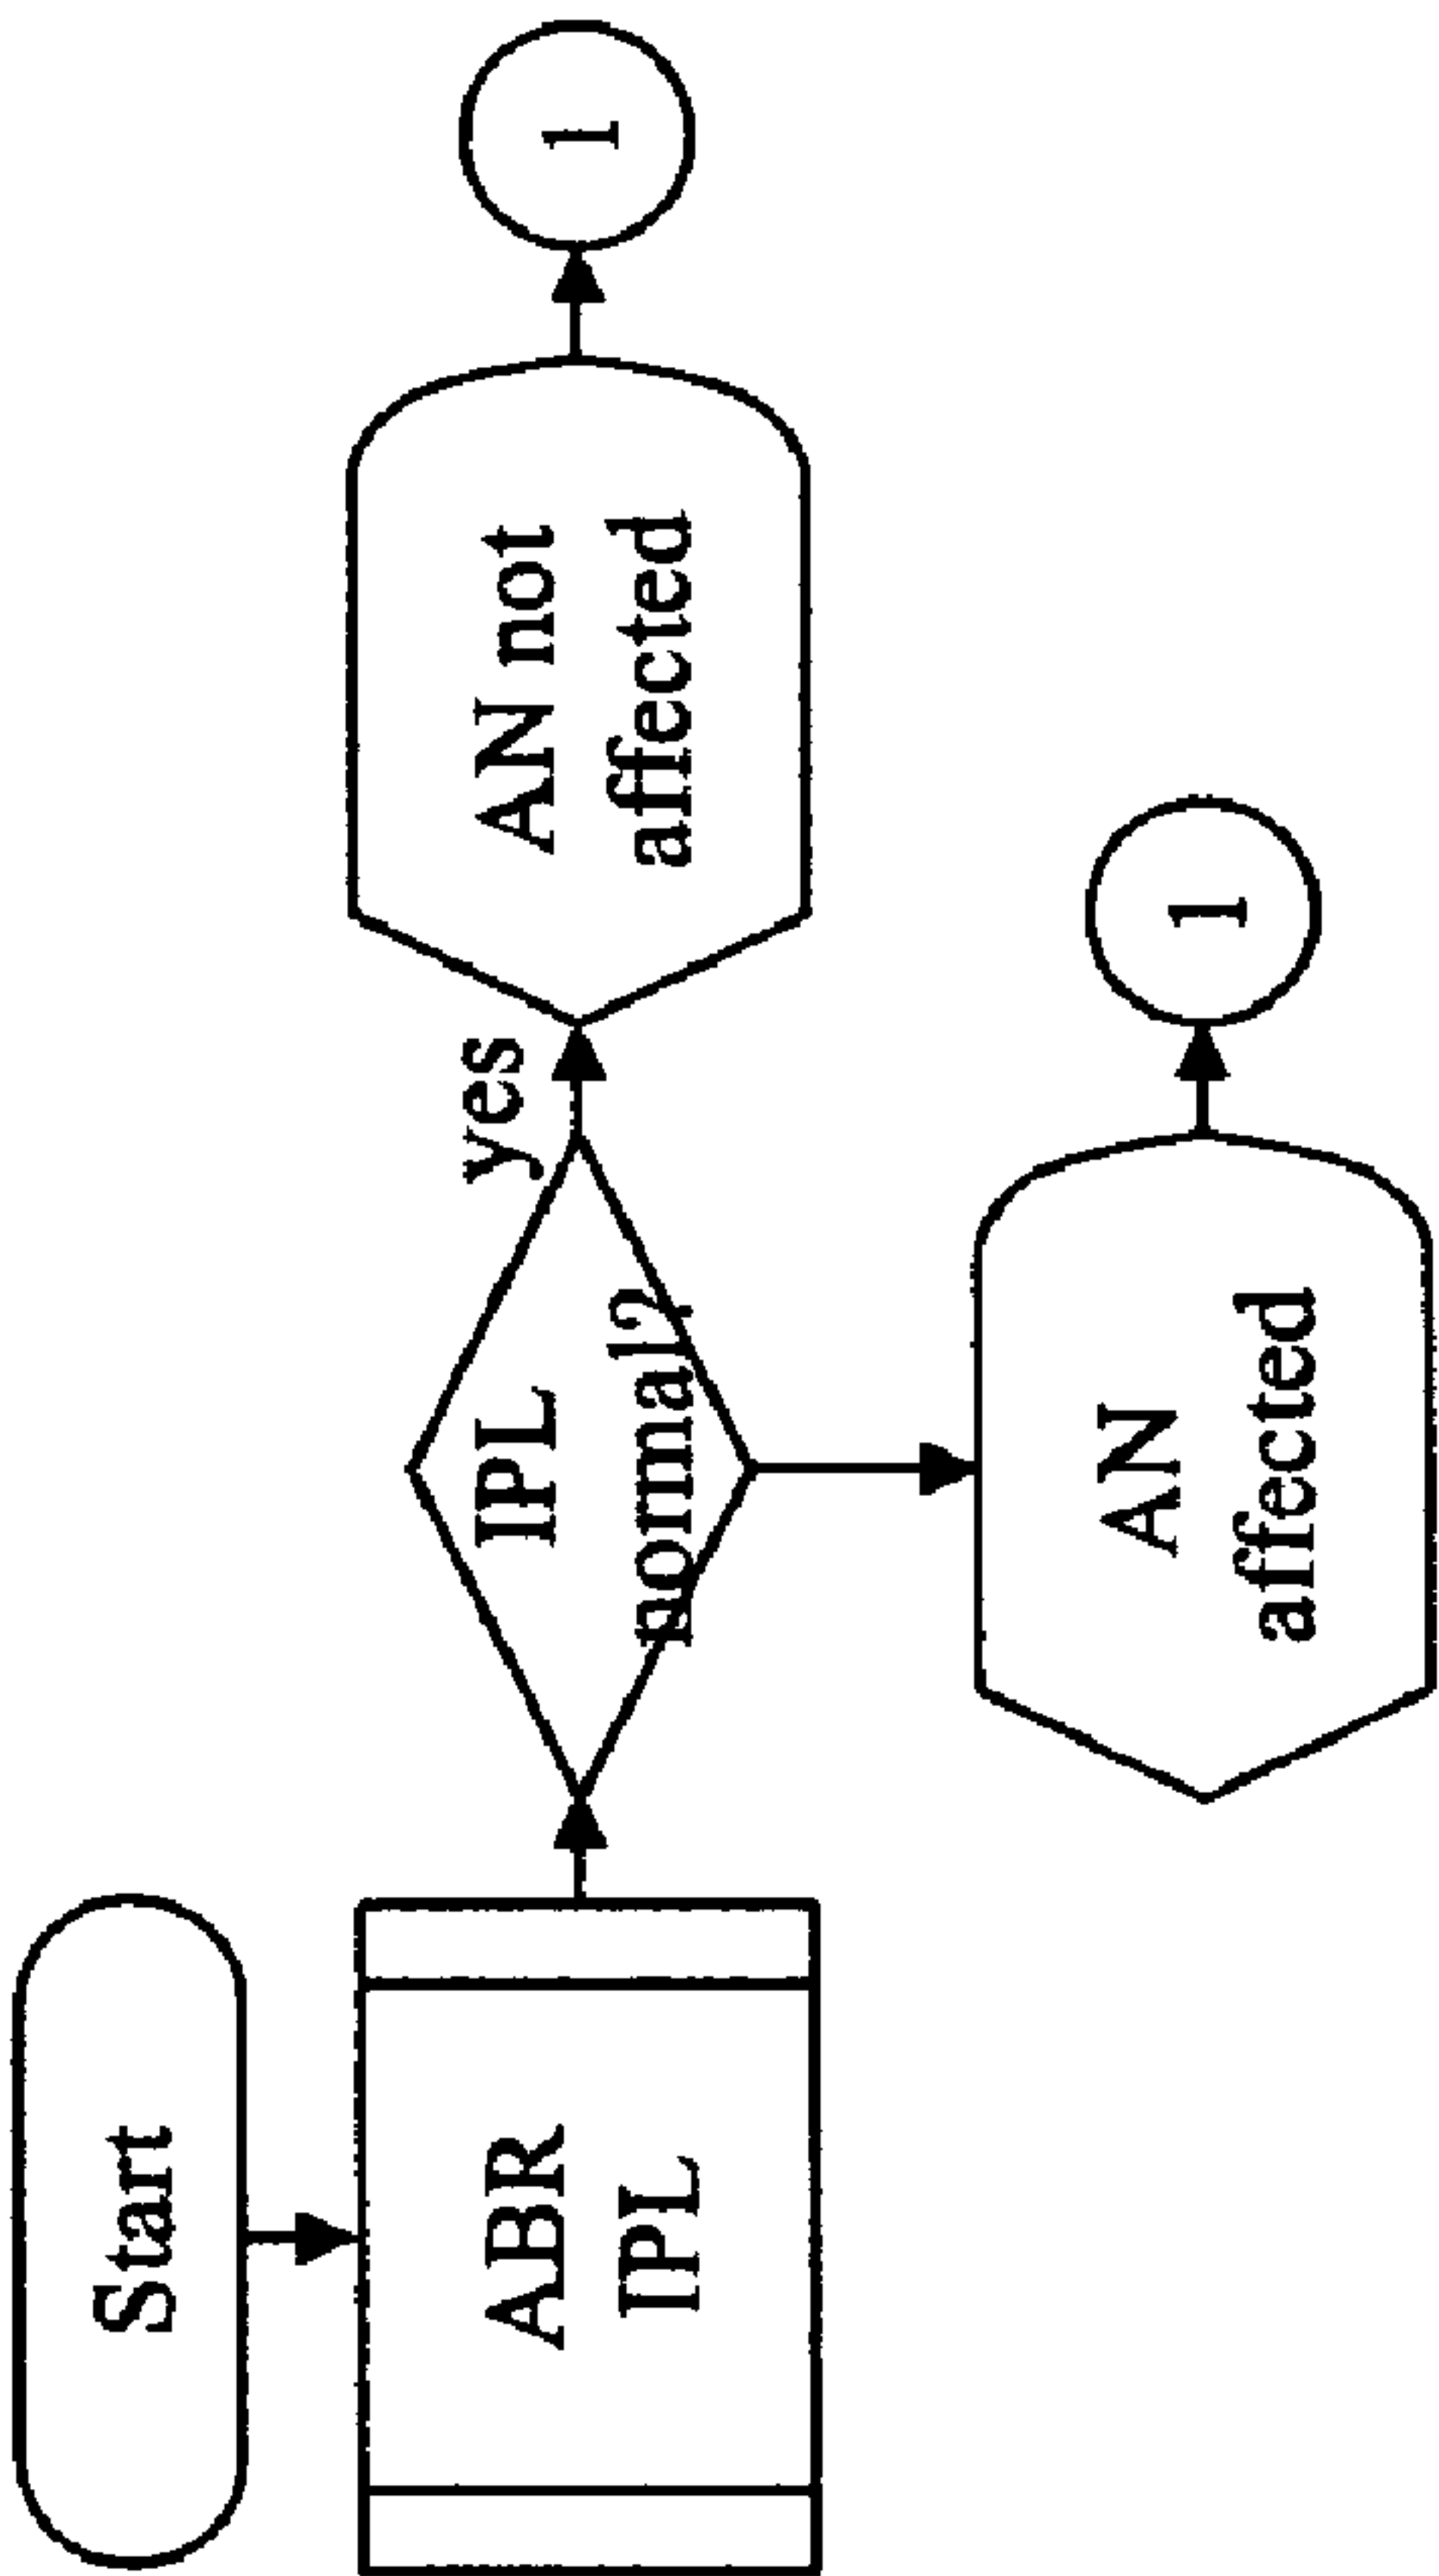 Start
ABR
IPL
IPL
normal?
yes
AN not
affected
1
AN
affected
1